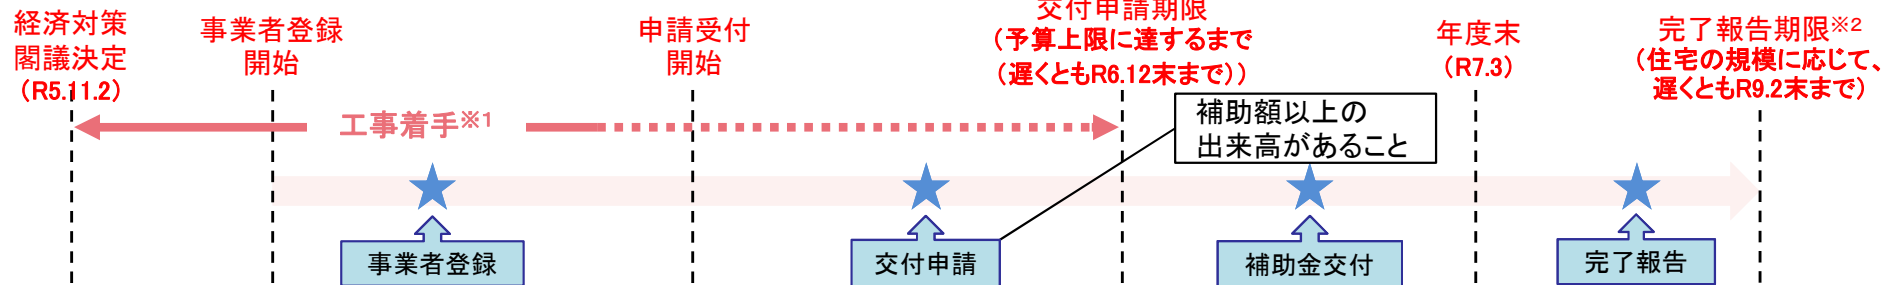 経済対策
閣議決定
(R5.11.2)
事業者登録
開始
申請受付
開始
交付申請期限
(予算上限に達するまで
(遅くともR6.12末まで))
年度末
(R7.3)
完了報告期限※2
(住宅の規模に応じて、
遅くともR9.2末まで)
工事着手※1
補助額以上の
出来高があること
事業者登録
交付申請
補助金交付
完了報告